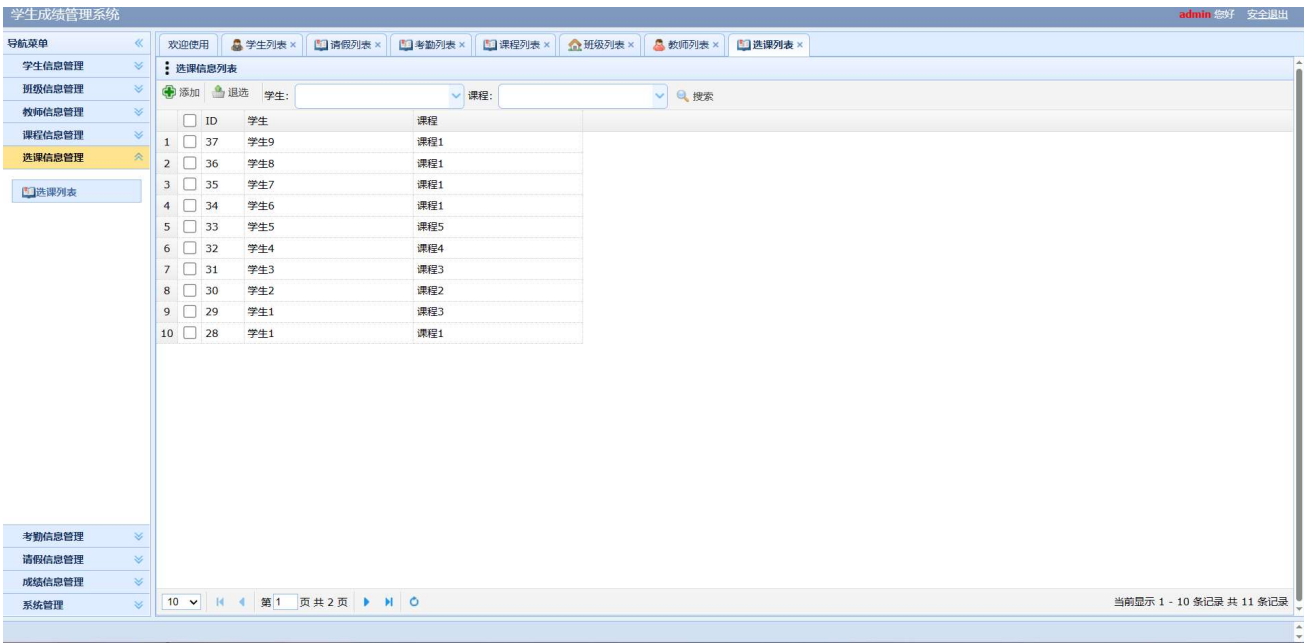 学生成绩管理系统 admin 您好 安全退出
导航菜单
学生信息管理
班级信息管理
教师信息管理
课程信息管理
选课信息管理
选课列表
考勤信息管理
请假信息管理
成绩信息管理
系统管理
欢迎使用 学生列表 请假列表 考勤列表 课程列表 班级列表 教师列表 选课列表
选课信息列表
添加 退选 学生: 课程: 搜索
ID 学生 课程
1 37 学生9 课程1
2 36 学生8 课程1
3 35 学生7 课程1
4 34 学生6 课程1
5 33 学生5 课程5
6 32 学生4 课程4
7 31 学生3 课程3
8 30 学生2 课程2
9 29 学生1 课程3
10 28 学生1 课程1
10 第 1 页 共 2 页 当前显示 1 - 10 条记录 共 11 条记录